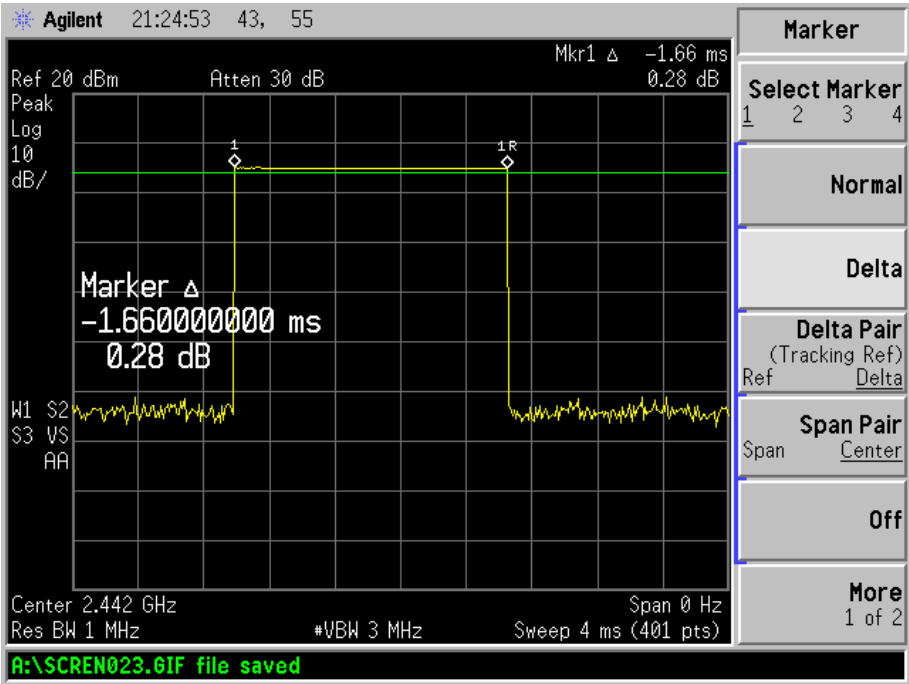 Agilent 21:24:53 43, 55
Mkr1 Δ -1.66 ms
Ref 20 dBm Atten 30 dB 0.28 dB
Peak
Log
10
dB/
1
1R
Marker Δ
-1.660000000 ms
0.28 dB
W1 S2
S3 VS
AA
Center 2.442 GHz Span 0 Hz
Res BW 1 MHz #VBW 3 MHz Sweep 4 ms (401 pts)
A:\SCREN023.GIF file saved
Marker
Select Marker
1 2 3 4
Normal
Delta
Delta Pair
(Tracking Ref)
Ref Delta
Span Pair
Span Center
Off
More
1 of 2